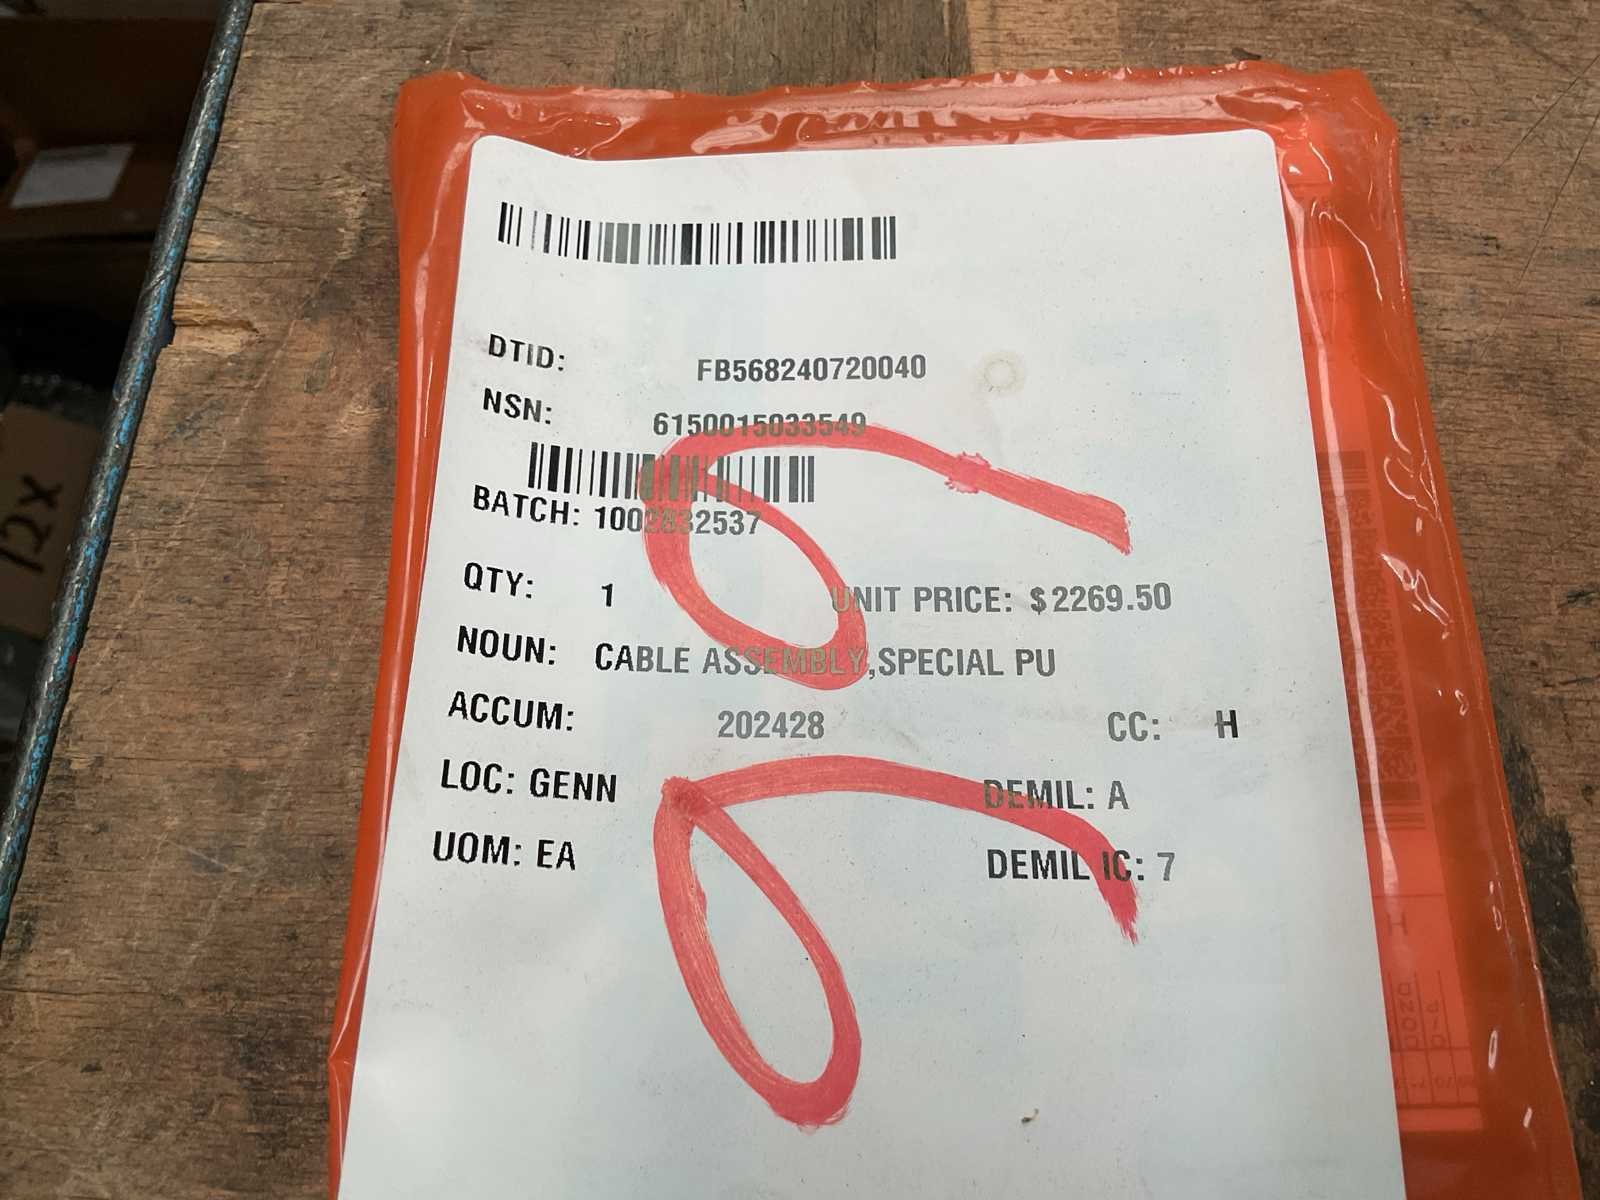 DTID: FB568240720040
NSN: 6150015033549
BATCH: 1002832537
QTY: 1 UNIT PRICE: $2269.50
NOUN: CABLE ASSEMBLY,SPECIAL PU
ACCUM: 202428 CC: H
LOC: GENN DEMIL: A
UOM: EA DEMIL IC: 7
12X
H